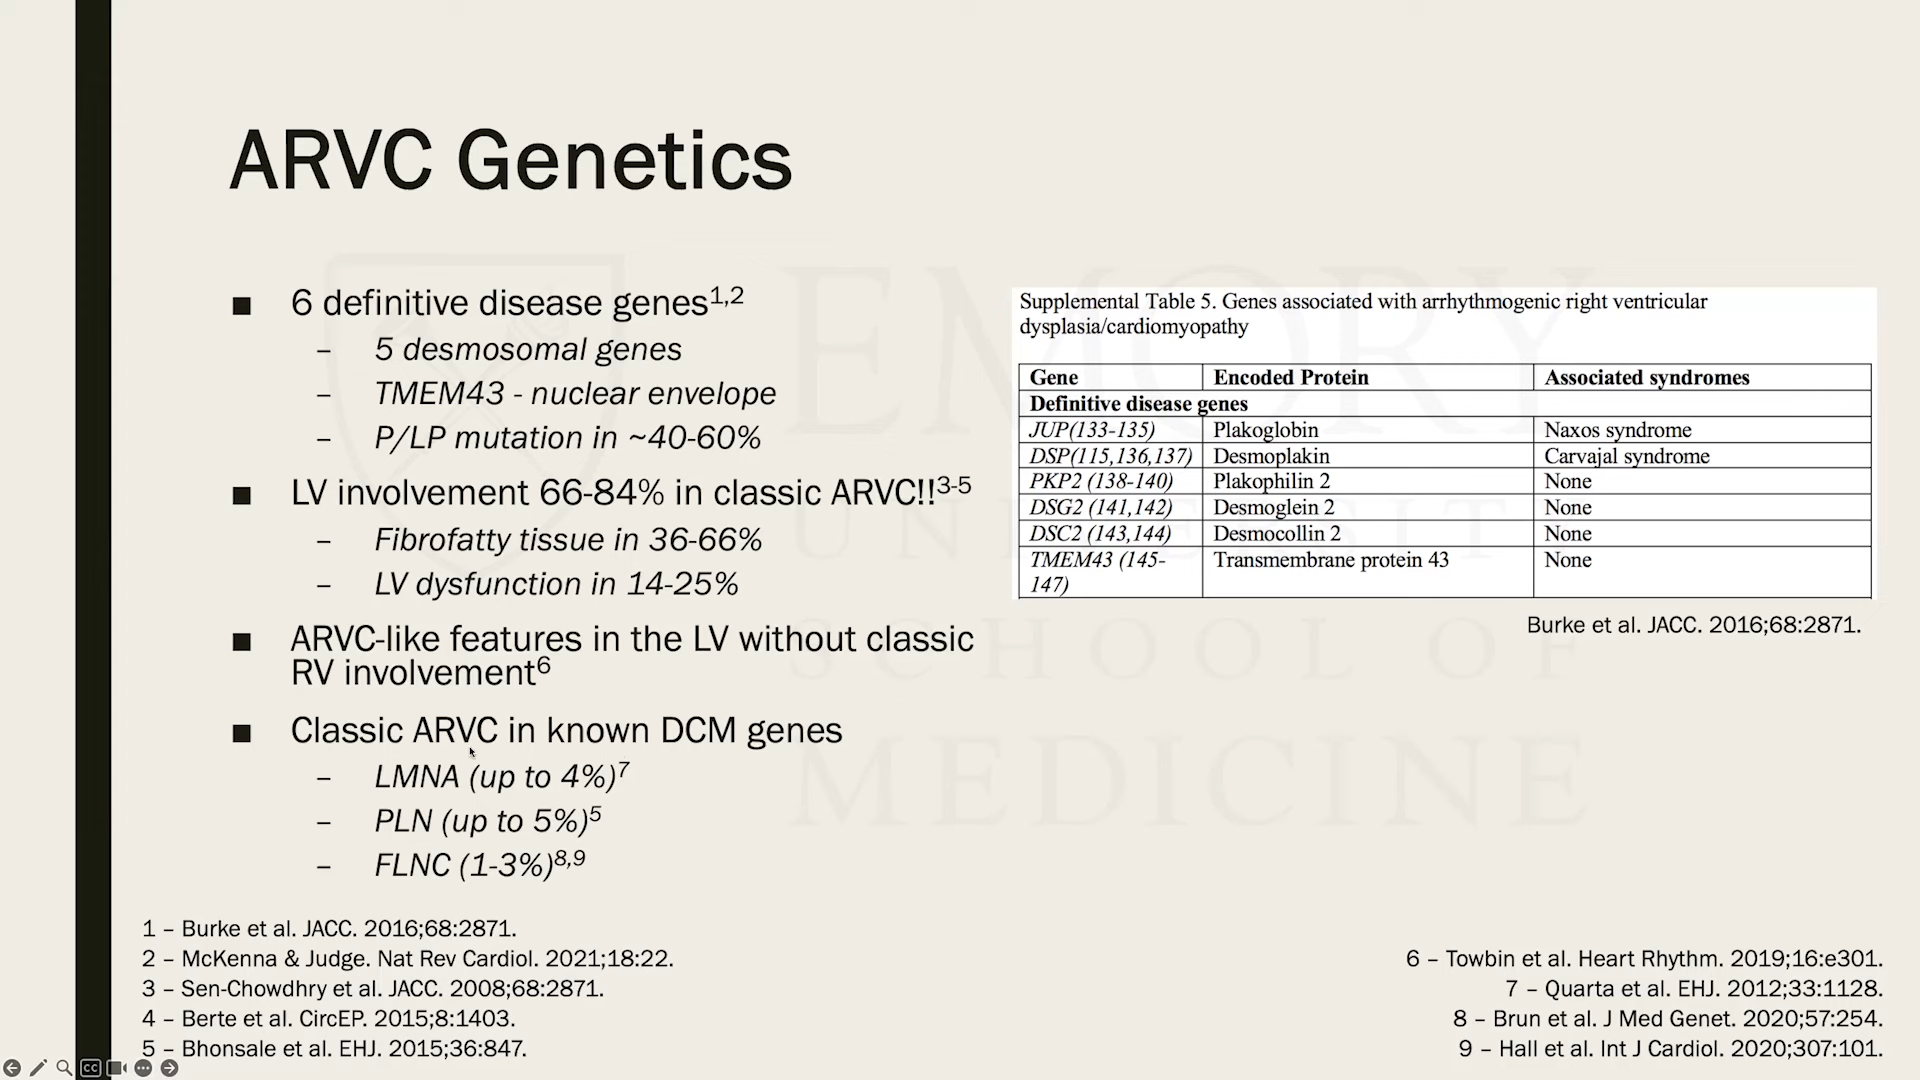 ARVC Genetics
■ 6 definitive disease genes1,2
– 5 desmosomal genes
– TMEM43 - nuclear envelope
– P/LP mutation in ~40-60%
■ LV involvement 66-84% in classic ARVC!!3-5
– Fibrofatty tissue in 36-66%
– LV dysfunction in 14-25%
■ ARVC-like features in the LV without classic
RV involvement6
■ Classic ARVC in known DCM genes
– LMNA (up to 4%)7
– PLN (up to 5%)5
– FLNC (1-3%)8,9
Supplemental Table 5. Genes associated with arrhythmogenic right ventricular
dysplasia/cardiomyopathy
Gene Encoded Protein Associated syndromes
Definitive disease genes
JUP(133-135) Plakoglobin Naxos syndrome
DSP(115,136,137) Desmoplakin Carvajal syndrome
PKP2 (138-140) Plakophilin 2 None
DSG2 (141,142) Desmoglein 2 None
DSC2 (143,144) Desmocollin 2 None
TMEM43 (145- Transmembrane protein 43 None
147)
Burke et al. JACC. 2016;68:2871.
EMORY
UNIVERSITY
SCHOOL OF
MEDICINE
1 – Burke et al. JACC. 2016;68:2871.
2 – McKenna & Judge. Nat Rev Cardiol. 2021;18:22.
3 – Sen-Chowdhry et al. JACC. 2008;68:2871.
4 – Berte et al. CircEP. 2015;8:1403.
5 – Bhonsale et al. EHJ. 2015;36:847.
6 – Towbin et al. Heart Rhythm. 2019;16:e301.
7 – Quarta et al. EHJ. 2012;33:1128.
8 – Brun et al. J Med Genet. 2020;57:254.
9 – Hall et al. Int J Cardiol. 2020;307:101.
CC